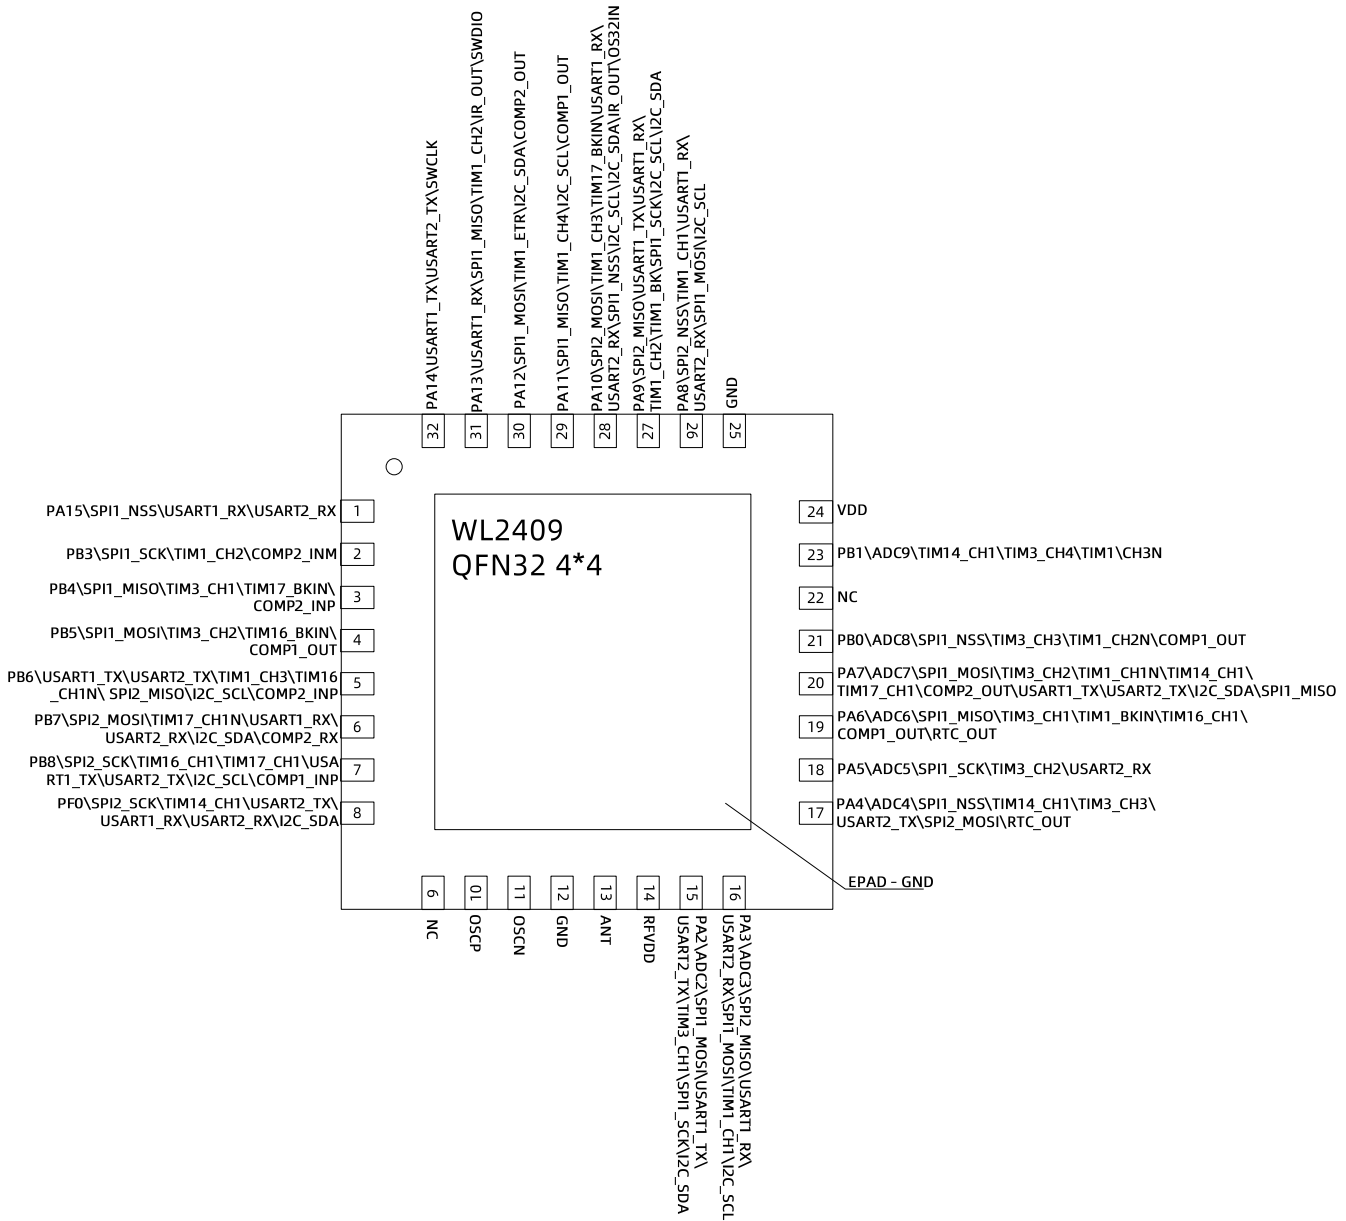 PA14\USART1_TX\USART2_TX\SWCLK
PA13\USART1_RX\SPI1_MISO\TIM1_CH2\IR_OUT\SWDIO
PA12\SPI1_MOSI\TIM1_ETR\I2C_SDA\COMP2_OUT
PA11\SPI1_MISO\TIM1_CH4\I2C_SCL\COMP1_OUT
PA10\SPI2_MOSI\TIM1_CH3\TIM17_BKIN\USART1_RX\
USART2_RX\SPI1_NSS\I2C_SCL\I2C_SDA\IR_OUT\OS32IN
PA9\SPI2_MISO\USART1_TX\USART1_RX\
TIM1_CH2\TIM1_BK\SPI1_SCK\I2C_SCL\I2C_SDA
PA8\SPI2_NSS\TIM1_CH1\USART1_RX\
USART2_RX\SPI1_MOSI\I2C_SCL
GND
32
31
30
29
28
27
26
25
PA15\SPI1_NSS\USART1_RX\USART2_RX
1
PB3\SPI1_SCK\TIM1_CH2\COMP2_INM
2
PB4\SPI1_MISO\TIM3_CH1\TIM17_BKIN\
COMP2_INP
3
PB5\SPI1_MOSI\TIM3_CH2\TIM16_BKIN\
COMP1_OUT
4
PB6\USART1_TX\USART2_TX\TIM1_CH3\TIM16
_CH1N\ SPI2_MISO\I2C_SCL\COMP2_INP
5
PB7\SPI2_MOSI\TIM17_CH1N\USART1_RX\
USART2_RX\I2C_SDA\COMP2_RX
6
PB8\SPI2_SCK\TIM16_CH1\TIM17_CH1\USA
RT1_TX\USART2_TX\I2C_SCL\COMP1_INP
7
PF0\SPI2_SCK\TIM14_CH1\USART2_TX\
USART1_RX\USART2_RX\I2C_SDA
8
WL2409
QFN32 4*4
24
VDD
23
PB1\ADC9\TIM14_CH1\TIM3_CH4\TIM1\CH3N
22
NC
21
PB0\ADC8\SPI1_NSS\TIM3_CH3\TIM1_CH2N\COMP1_OUT
20
PA7\ADC7\SPI1_MOSI\TIM3_CH2\TIM1_CH1N\TIM14_CH1\
TIM17_CH1\COMP2_OUT\USART1_TX\USART2_TX\I2C_SDA\SPI1_MISO
19
PA6\ADC6\SPI1_MISO\TIM3_CH1\TIM1_BKIN\TIM16_CH1\
COMP1_OUT\RTC_OUT
18
PA5\ADC5\SPI1_SCK\TIM3_CH2\USART2_RX
17
PA4\ADC4\SPI1_NSS\TIM14_CH1\TIM3_CH3\
USART2_TX\SPI2_MOSI\RTC_OUT
EPAD - GND
9
10
11
12
13
14
15
16
NC
OSCP
OSCN
GND
ANT
RFVDD
PA2\ADC2\SPI1_MOSI\USART1_TX\
USART2_TX\TIM3_CH1\SPI1_SCK\I2C_SDA
PA3\ADC3\SPI2_MISO\USART1_RX\
USART2_RX\SPI1_MOSI\TIM1_CH1\I2C_SCL